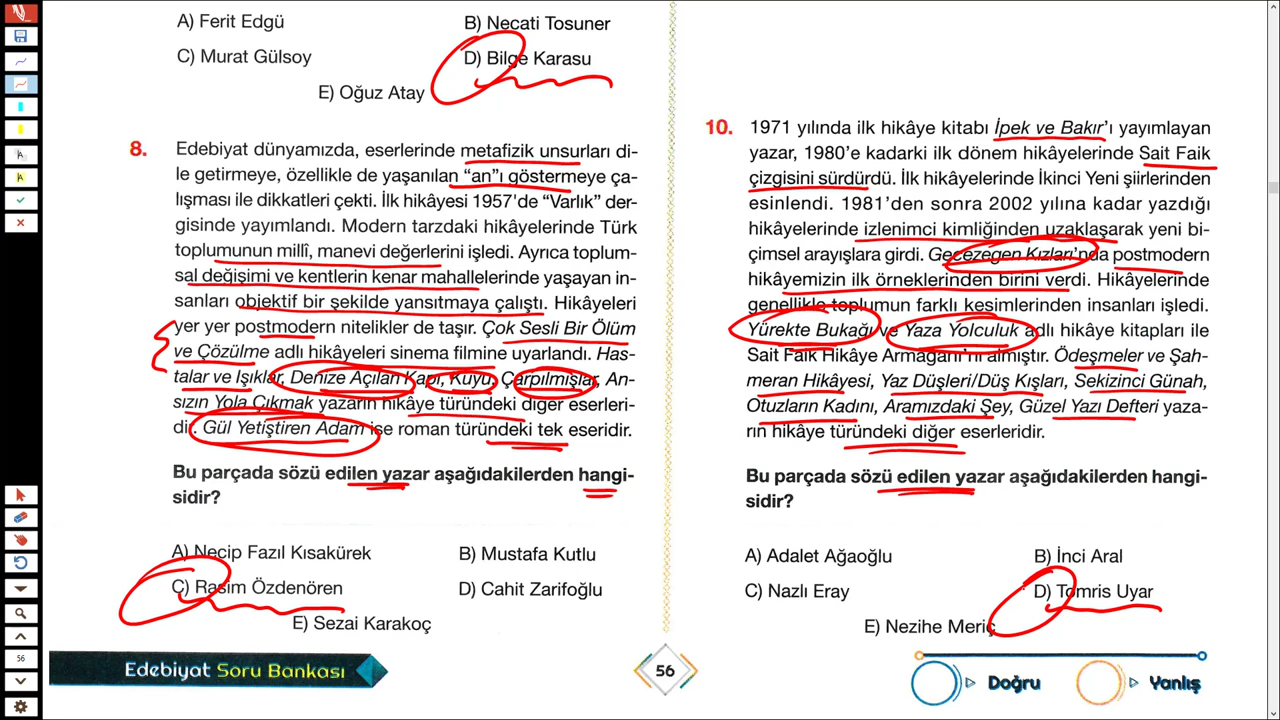 A) Ferit Edgü
B) Necati Tosuner
C) Murat Gülsoy
D) Bilge Karasu
E) Oğuz Atay
8. Edebiyat dünyamızda, eserlerinde metafizik unsurları di-
le getirmeye, özellikle de yaşanılan “an”ı göstermeye ça-
lışması ile dikkatleri çekti. İlk hikâyesi 1957'de “Varlık” der-
gisinde yayımlandı. Modern tarzdaki hikâyelerinde Türk
toplumunun millî, manevi değerlerini işledi. Ayrıca toplum-
sal değişimi ve kentlerin kenar mahallelerinde yaşayan in-
sanları objektif bir şekilde yansıtmaya çalıştı. Hikâyeleri
yer yer postmodern nitelikler de taşır. Çok Sesli Bir Ölüm
ve Çözülme adlı hikâyeleri sinema filmine uyarlandı. Has-
talar ve Işıklar, Denize Açılan Kapı, Kuyu, Çarpılmışlar, An-
sızın Yola Çıkmak yazarın hikâye türündeki diğer eserleri-
dir. Gül Yetiştiren Adam ise roman türündeki tek eseridir.
Bu parçada sözü edilen yazar aşağıdakilerden hangi-
sidir?
A) Necip Fazıl Kısakürek
B) Mustafa Kutlu
C) Rasim Özdenören
D) Cahit Zarifoğlu
E) Sezai Karakoç
10. 1971 yılında ilk hikâye kitabı İpek ve Bakır’ı yayımlayan
yazar, 1980’e kadarki ilk dönem hikâyelerinde Sait Faik
çizgisini sürdürdü. İlk hikâyelerinde İkinci Yeni şiirlerinden
esinlendi. 1981’den sonra 2002 yılına kadar yazdığı
hikâyelerinde izlenimci kimliğinden uzaklaşarak yeni bi-
çimsel arayışlara girdi. Gecezegen Kızları’nda postmodern
hikâyemizin ilk örneklerinden birini verdi. Hikâyelerinde
genellikle toplumun farklı kesimlerinden insanları işledi.
Yürekte Bukağı ve Yaza Yolculuk adlı hikâye kitapları ile
Sait Faik Hikâye Armağanı’nı almıştır. Ödeşmeler ve Şah-
meran Hikâyesi, Yaz Düşleri/Düş Kışları, Sekizinci Günah,
Otuzların Kadını, Aramızdaki Şey, Güzel Yazı Defteri yaza-
rın hikâye türündeki diğer eserleridir.
Bu parçada sözü edilen yazar aşağıdakilerden hangi-
sidir?
A) Adalet Ağaoğlu
B) İnci Aral
C) Nazlı Eray
D) Tomris Uyar
E) Nezihe Meriç
Edebiyat Soru Bankası
56
Doğru
Yanlış
56